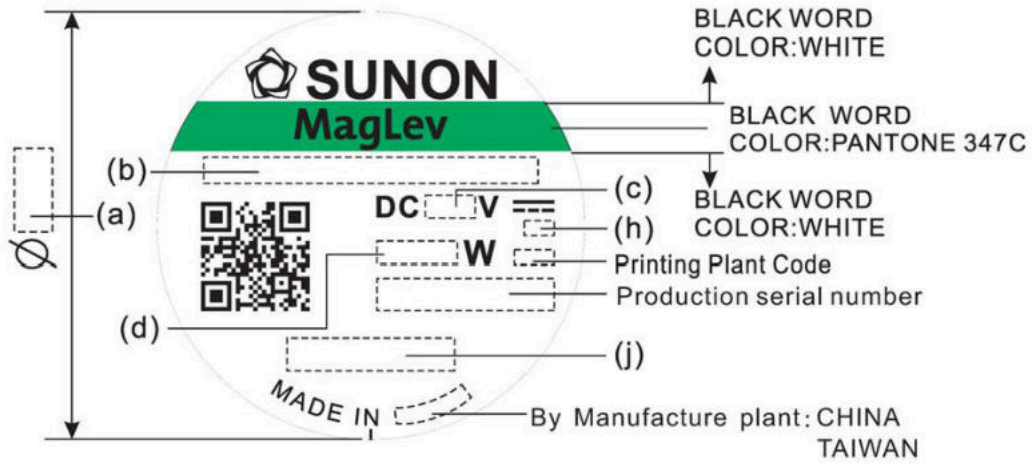 BLACK WORD
COLOR:WHITE
SUNON
MagLev
BLACK WORD
COLOR:PANTONE 347C
(b)
(a)
(c)
DC V
BLACK WORD
COLOR:WHITE
(h)
Ø
W
Printing Plant Code
Production serial number
(d)
(j)
MADE IN
By Manufacture plant: CHINA
TAIWAN